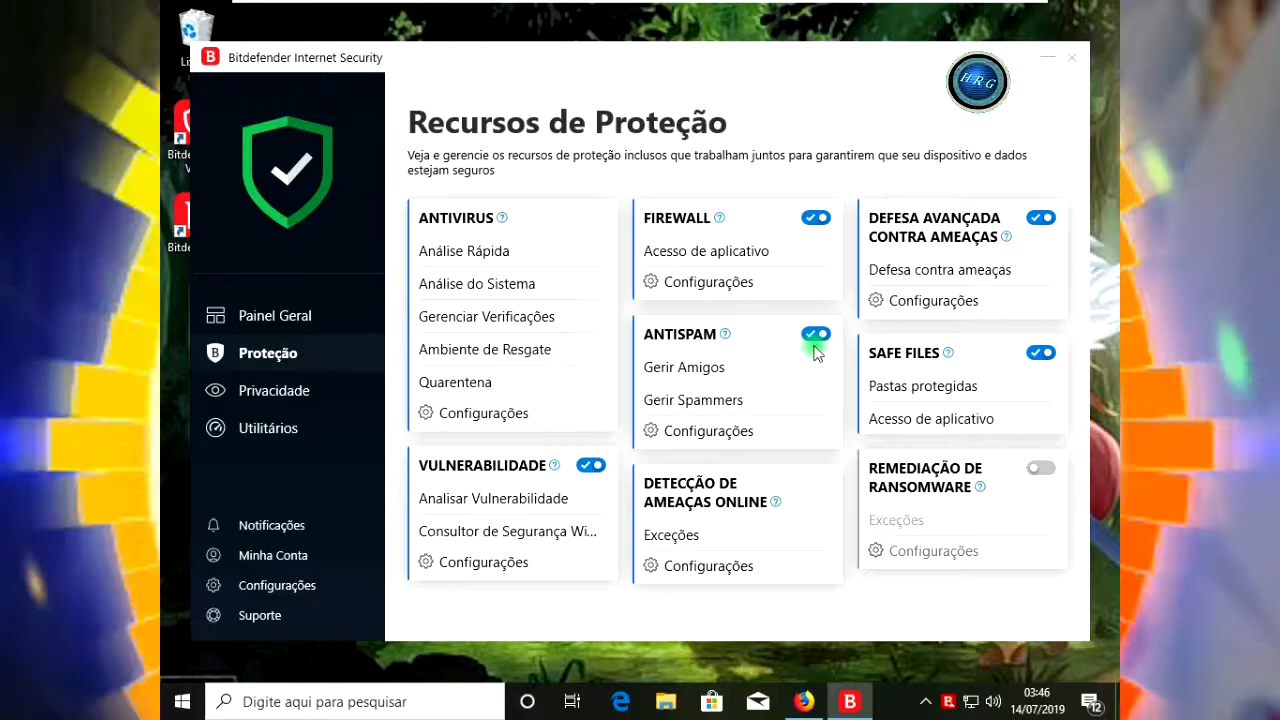 Bitdefender Internet Security
HRG
Recursos de Proteção
Veja e gerencie os recursos de proteção inclusos que trabalham juntos para garantirem que seu dispositivo e dados
estejam seguros
Painel Geral
Proteção
Privacidade
Utilitários
Notificações
Minha Conta
Configurações
Suporte
ANTIVIRUS
Análise Rápida
Análise do Sistema
Gerenciar Verificações
Ambiente de Resgate
Quarentena
Configurações
VULNERABILIDADE
Analisar Vulnerabilidade
Consultor de Segurança Wi...
Configurações
FIREWALL
Acesso de aplicativo
Configurações
ANTISPAM
Gerir Amigos
Gerir Spammers
Configurações
DETECÇÃO DE
AMEAÇAS ONLINE
Exceções
Configurações
DEFESA AVANÇADA
CONTRA AMEAÇAS
Defesa contra ameaças
Configurações
SAFE FILES
Pastas protegidas
Acesso de aplicativo
REMEDIAÇÃO DE
RANSOMWARE
Exceções
Configurações
Digite aqui para pesquisar
03:46
14/07/2019
12